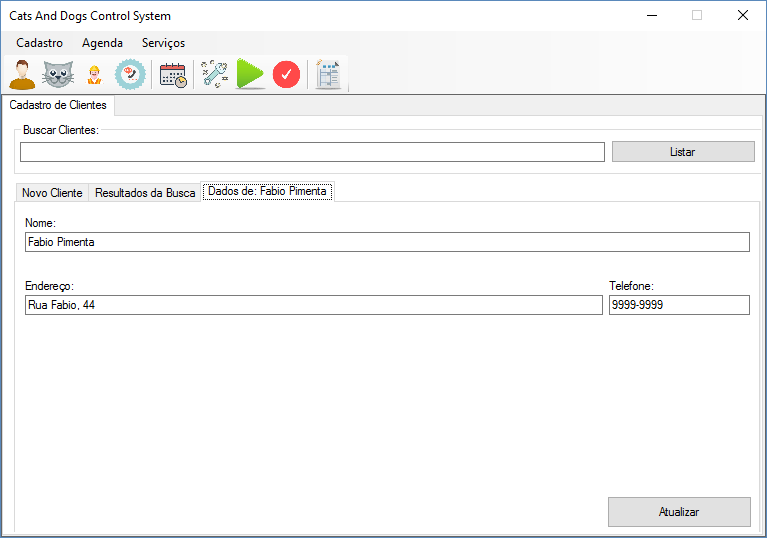 Cats And Dogs Control System
Cadastro Agenda Serviços
Cadastro de Clientes
Buscar Clientes:
Listar
Novo Cliente Resultados da Busca Dados de: Fabio Pimenta
Nome:
Fabio Pimenta
Endereço: Telefone:
Rua Fabio, 44 9999-9999
Atualizar